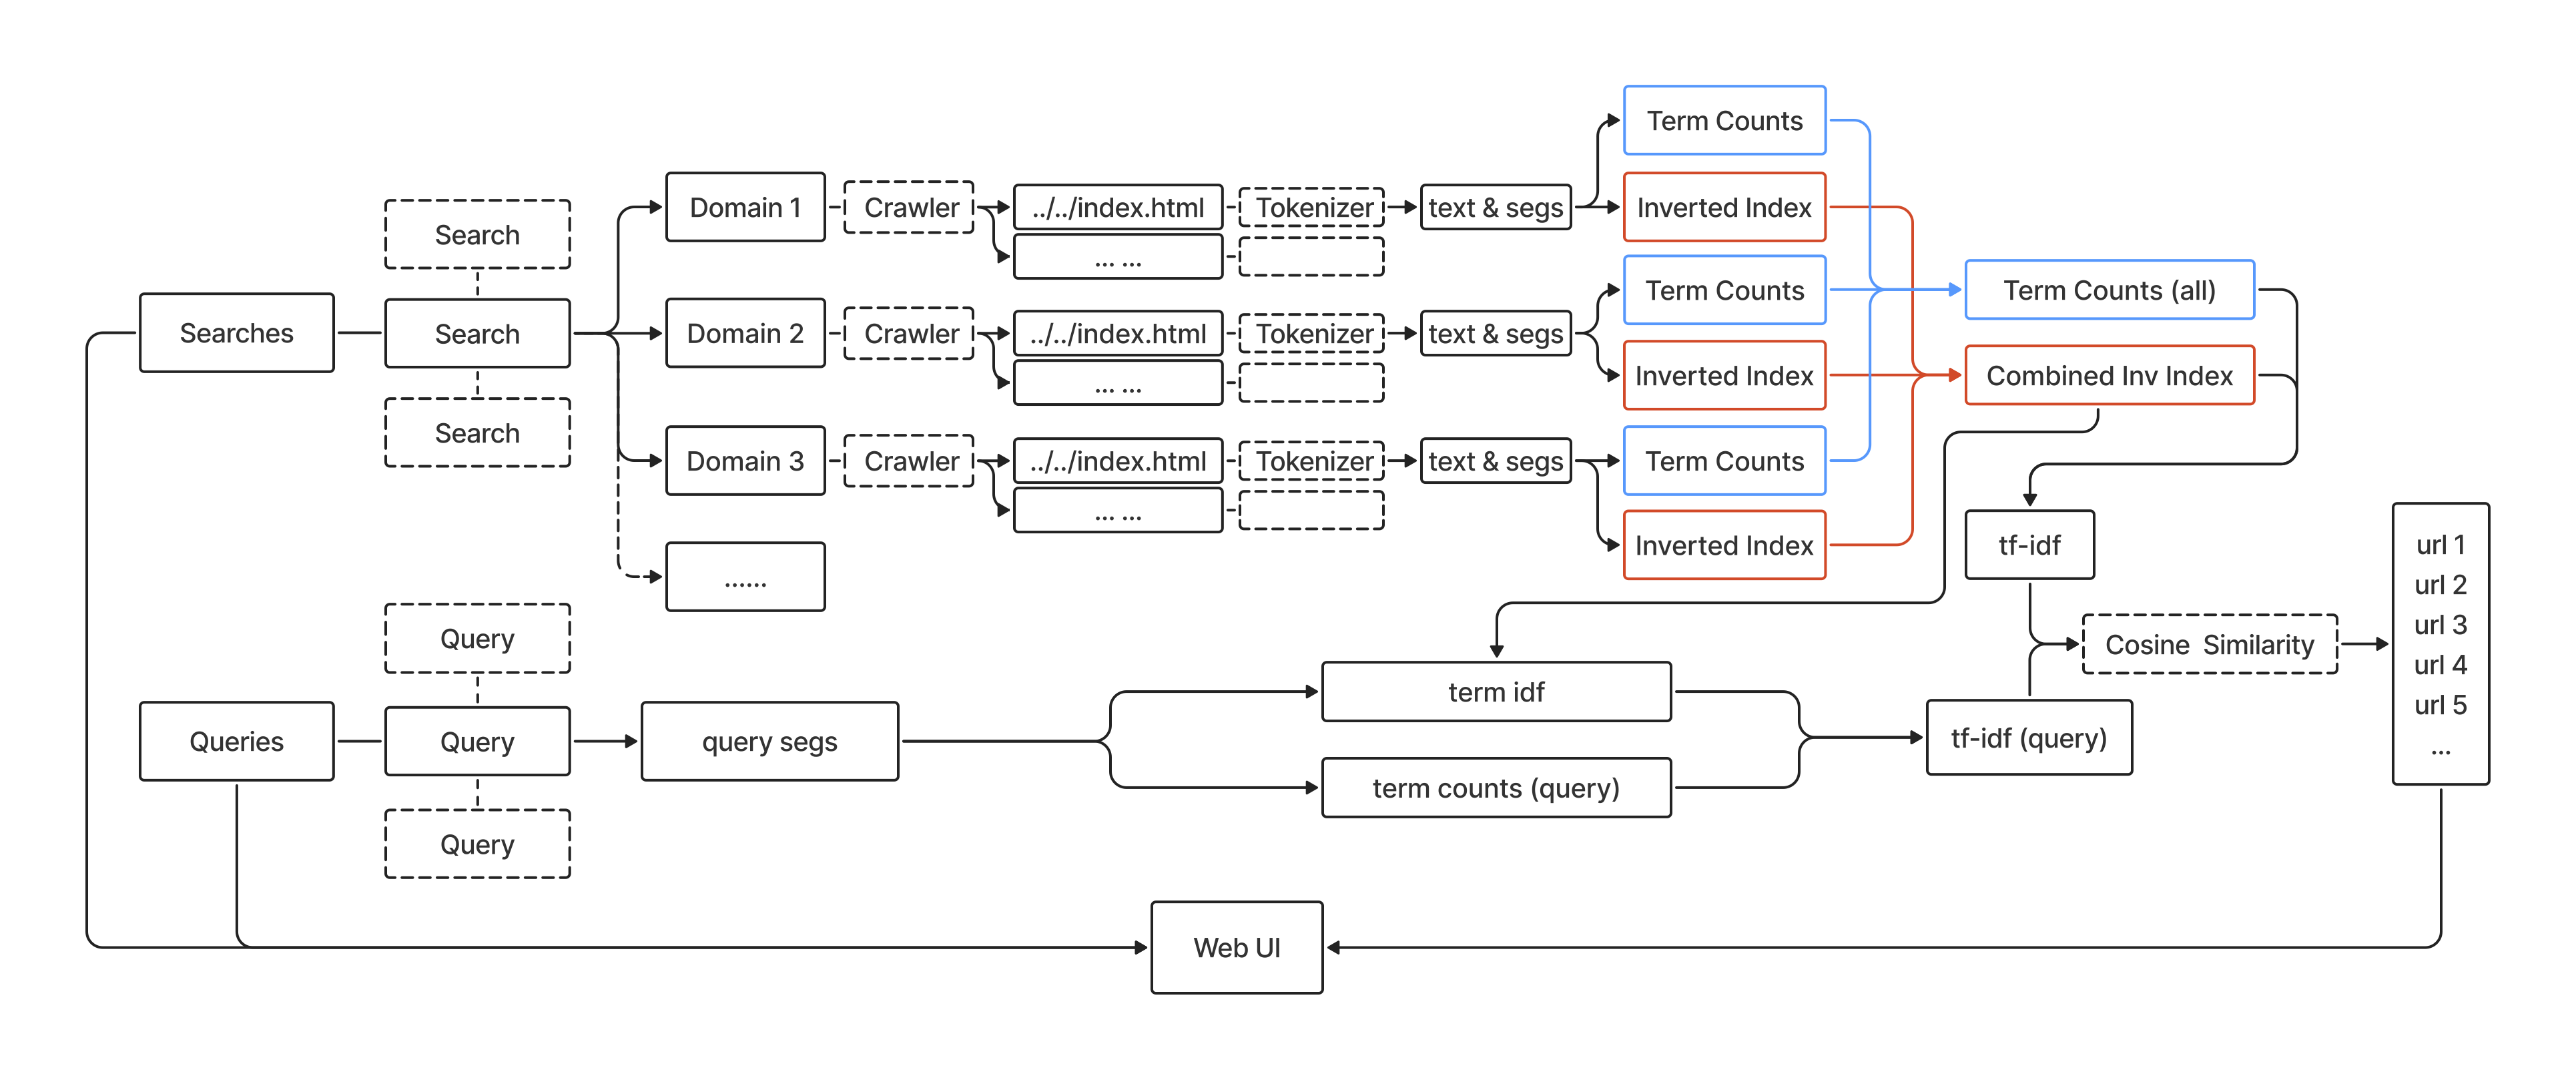 Term Counts
Domain 1
Crawler
../../index.html
Tokenizer
text & segs
Inverted Index
Search
... ...
Term Counts
Term Counts (all)
Searches
Search
Domain 2
Crawler
../../index.html
Tokenizer
text & segs
Inverted Index
Combined Inv Index
... ...
Search
Domain 3
Crawler
../../index.html
Tokenizer
text & segs
Term Counts
... ...
Inverted Index
tf-idf
......
url 1
url 2
url 3
url 4
url 5
...
Query
Cosine Similarity
term idf
Queries
Query
query segs
tf-idf (query)
term counts (query)
Query
Web UI